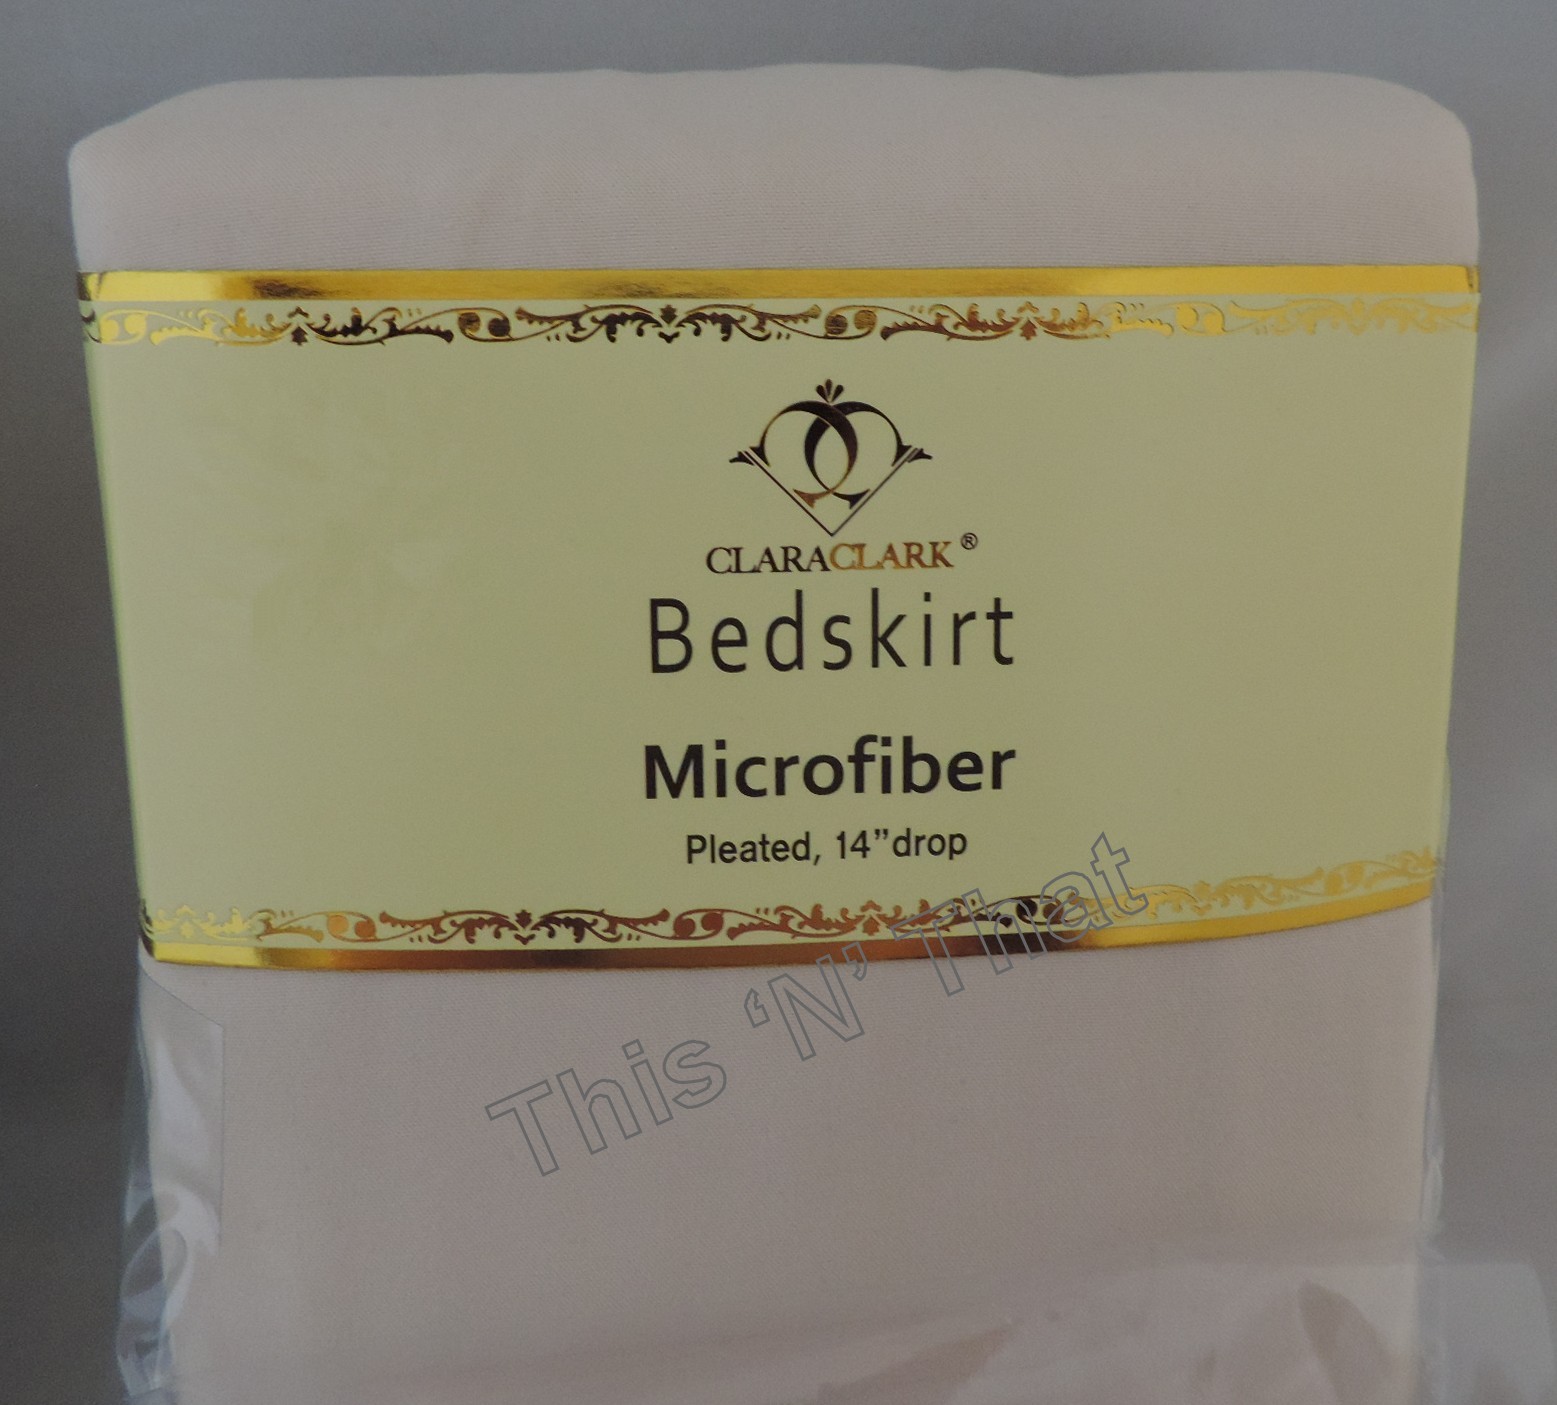 CLARACLARK®
Bedskirt
Microfiber
Pleated, 14”drop
This ‘N’ That